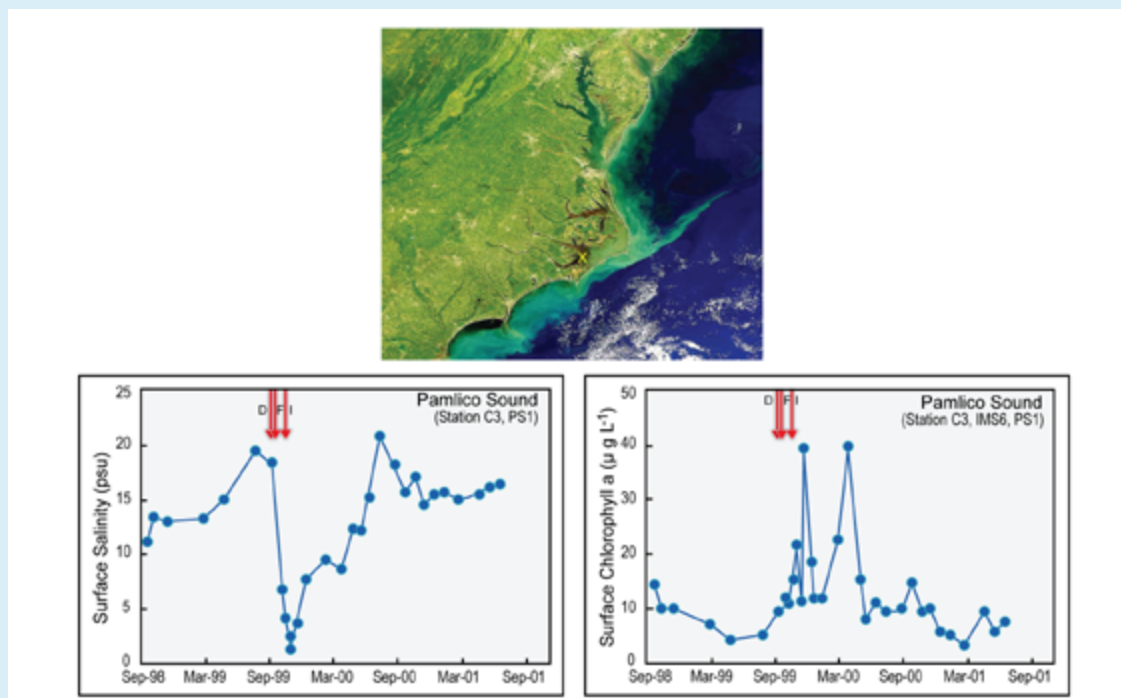 X
25
20
15
10
5
0
Surface Salinity (psu)
D F I
Pamlico Sound
(Station C3, PS1)
Sep-98 Mar-99 Sep-99 Mar-00 Sep-00 Mar-01 Sep-01
50
40
30
20
10
0
Surface Chlorophyll a (µ g L-1)
D F I
Pamlico Sound
(Station C3, IMS6, PS1)
Sep-98 Mar-99 Sep-99 Mar-00 Sep-00 Mar-01 Sep-01